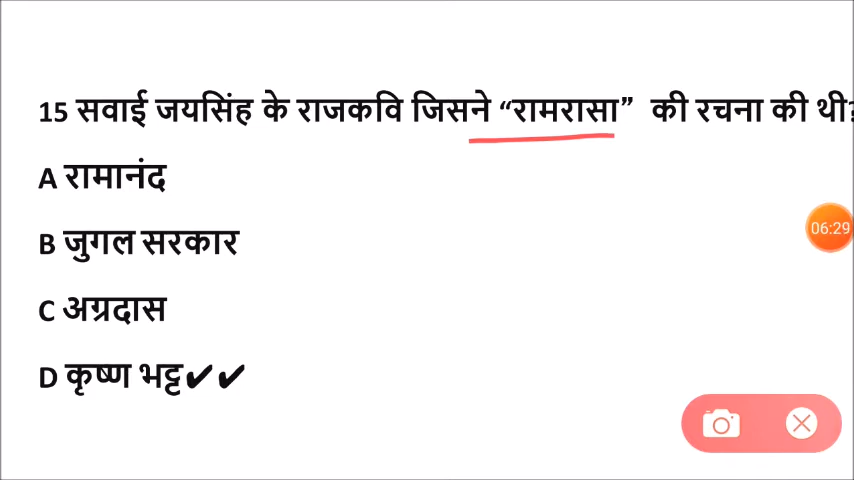 15 सवाई जयसिंह के राजकवि जिसने “रामरासा” की रचना की थी?
A रामानंद
B जुगल सरकार
06:29
C अग्रदास
D कृष्ण भट्ट✔✔